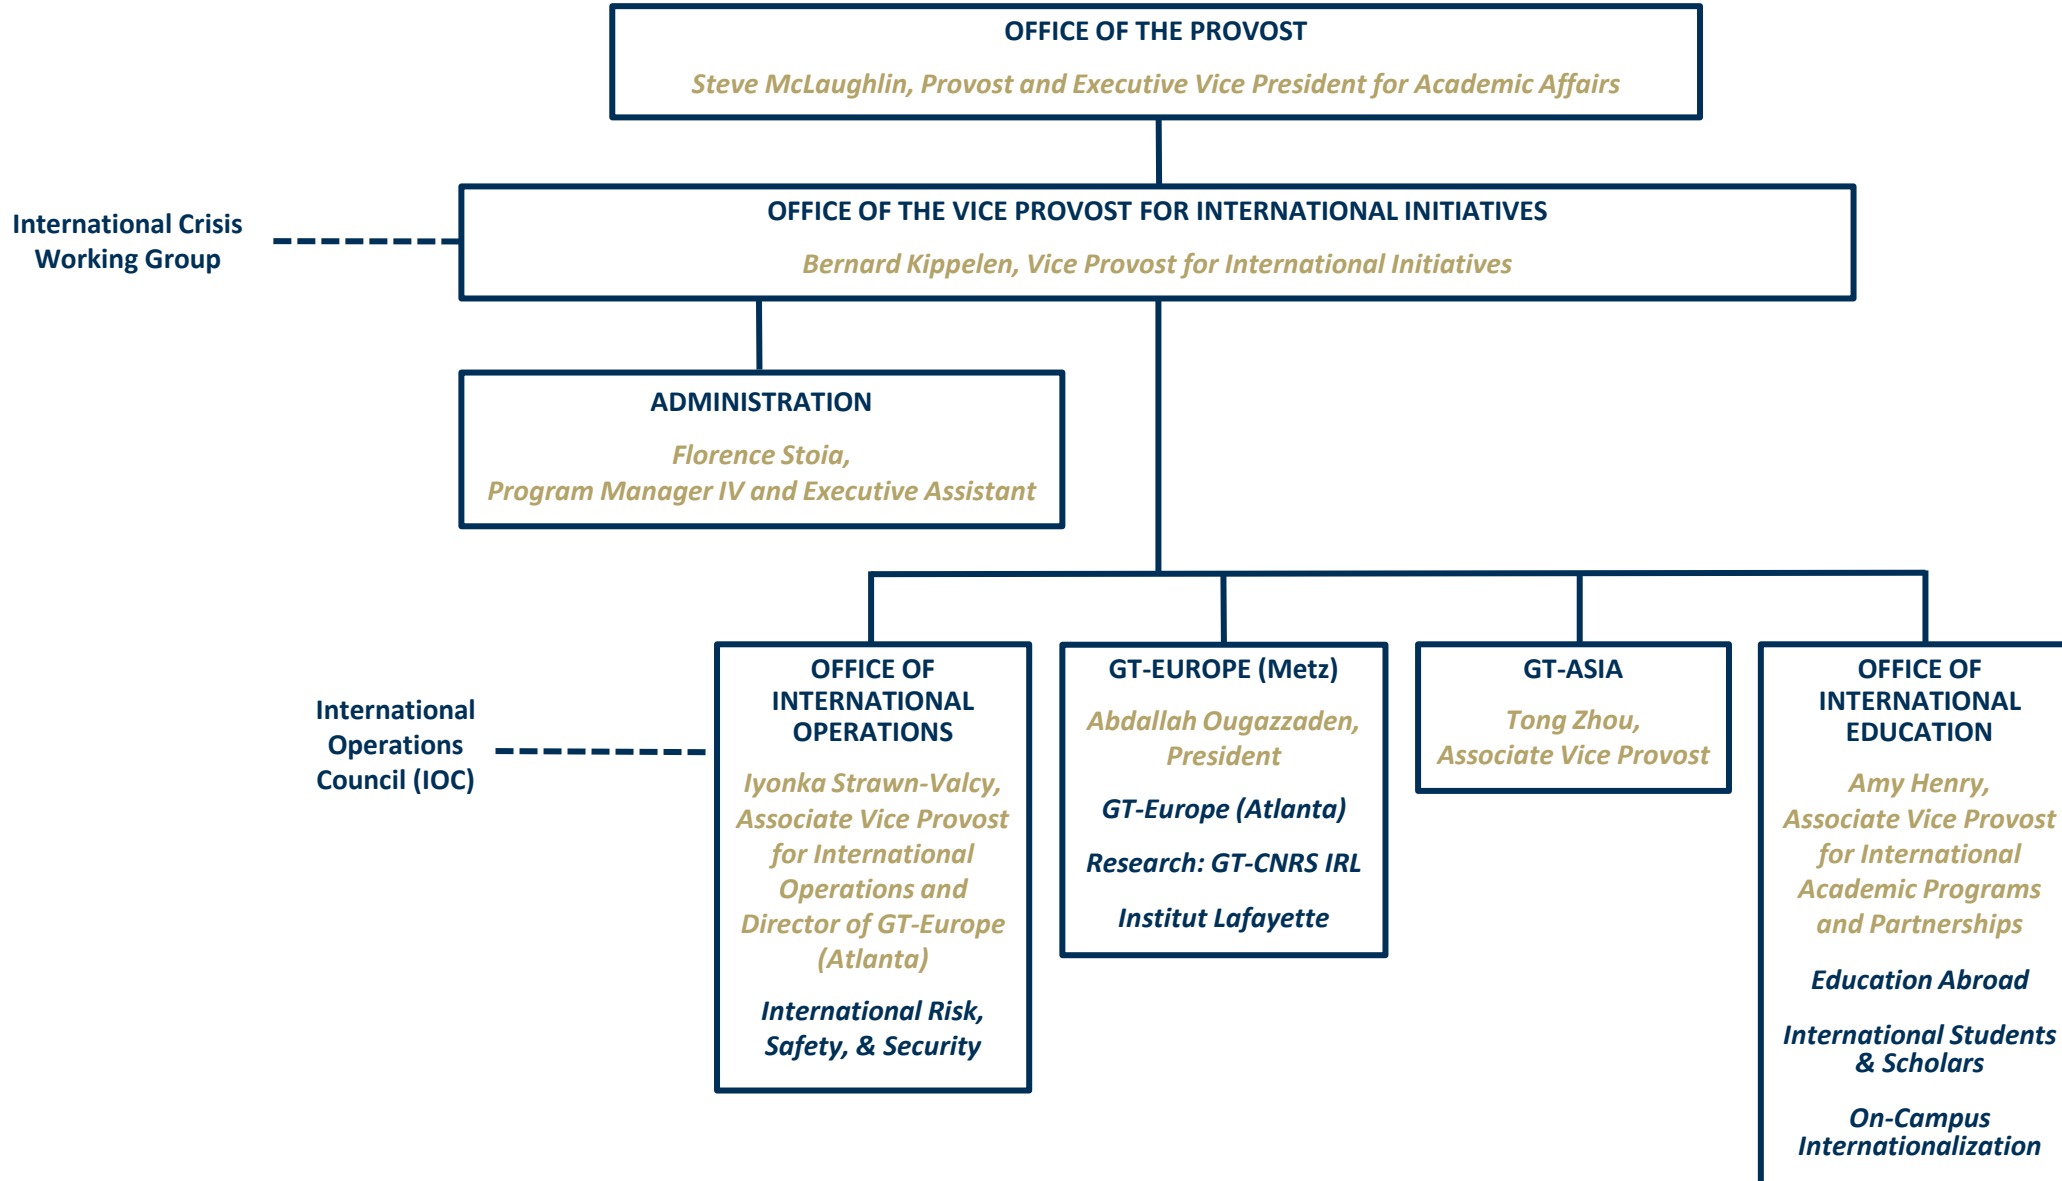 OFFICE OF THE PROVOST
Steve McLaughlin, Provost and Executive Vice President for Academic Affairs
International Crisis
Working Group
OFFICE OF THE VICE PROVOST FOR INTERNATIONAL INITIATIVES
Bernard Kippelen, Vice Provost for International Initiatives
ADMINISTRATION
Florence Stoia,
Program Manager IV and Executive Assistant
International
Operations
Council (IOC)
OFFICE OF
INTERNATIONAL
OPERATIONS
Iyonka Strawn-Valcy,
Associate Vice Provost
for International
Operations and
Director of GT-Europe
(Atlanta)
International Risk,
Safety, & Security
GT-EUROPE (Metz)
Abdallah Ougazzaden,
President
GT-Europe (Atlanta)
Research: GT-CNRS IRL
Institut Lafayette
GT-ASIA
Tong Zhou,
Associate Vice Provost
OFFICE OF
INTERNATIONAL
EDUCATION
Amy Henry,
Associate Vice Provost
for International
Academic Programs
and Partnerships
Education Abroad
International Students
& Scholars
On-Campus
Internationalization